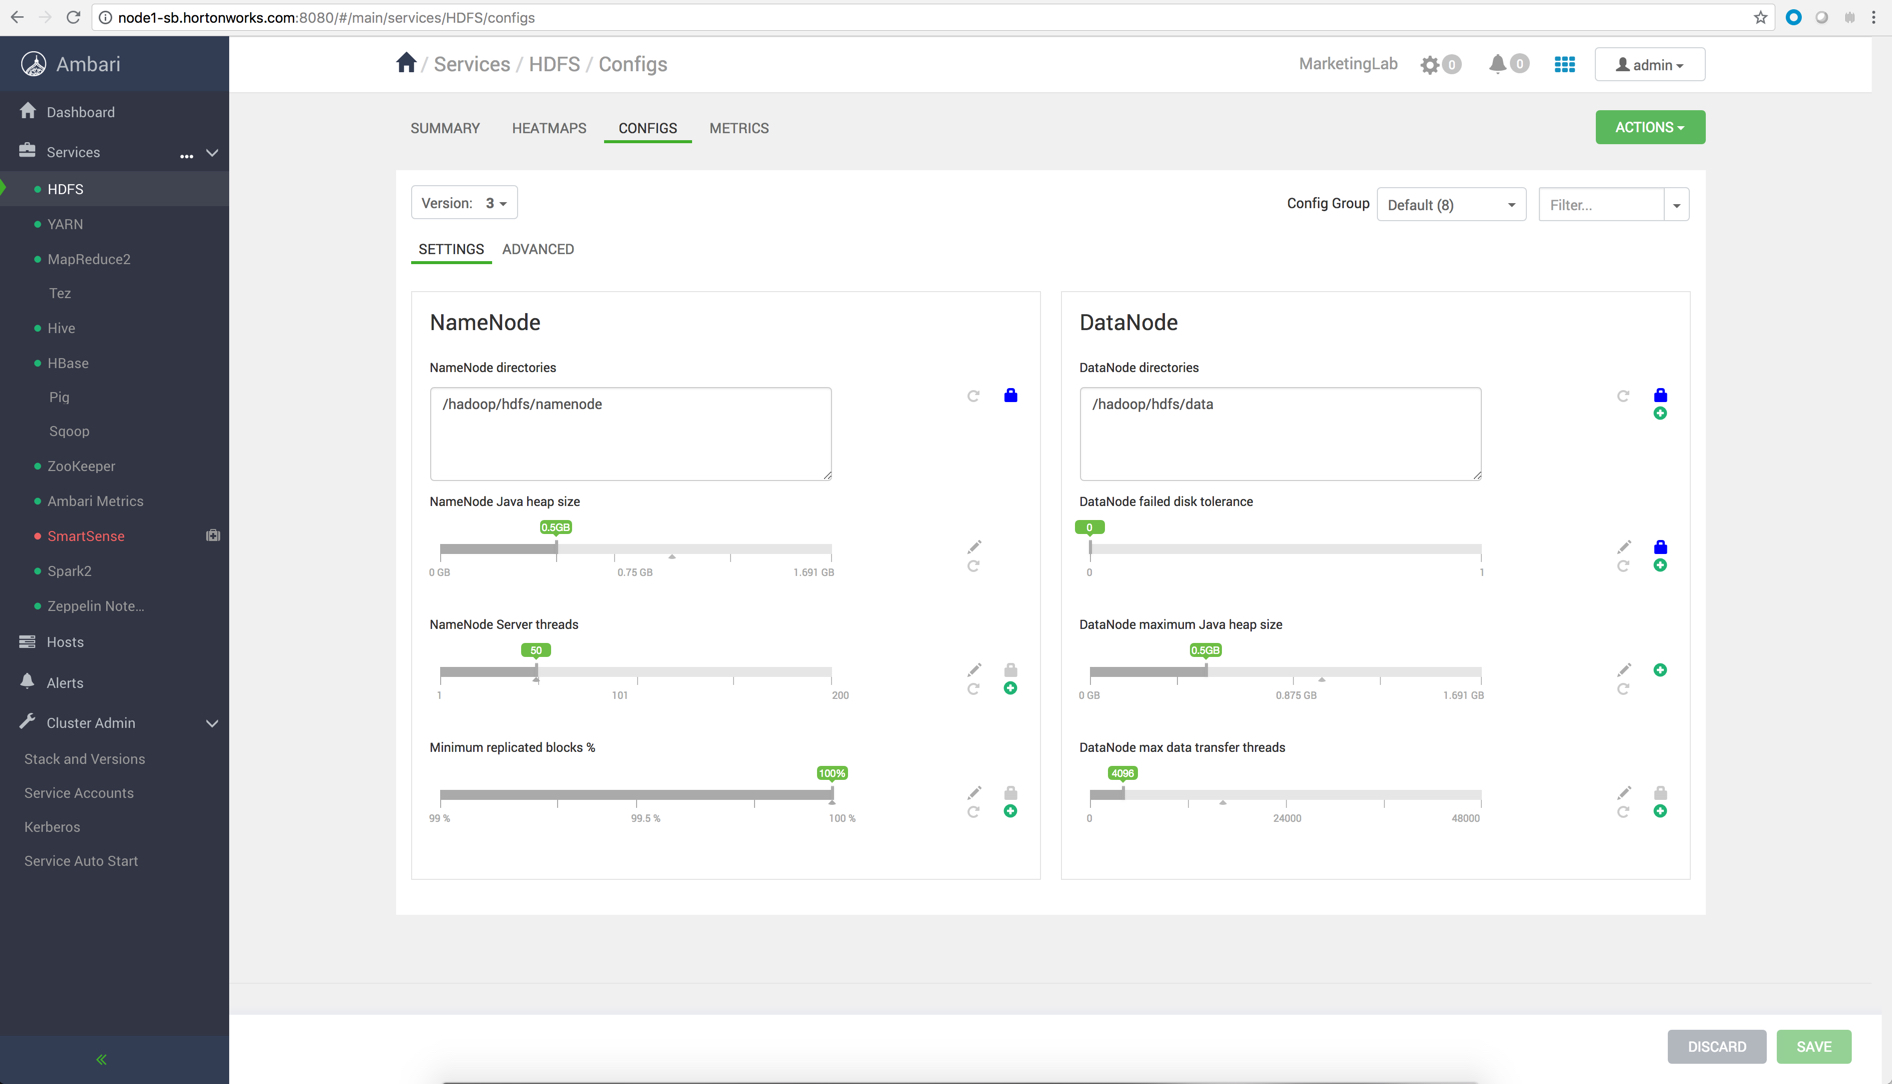 node1-sb.hortonworks.com:8080/#/main/services/HDFS/configs
Ambari
/ Services / HDFS / Configs
MarketingLab
0
0
admin
Dashboard
Services
...
HDFS
YARN
MapReduce2
Tez
Hive
HBase
Pig
Sqoop
ZooKeeper
Ambari Metrics
SmartSense
Spark2
Zeppelin Note...
Hosts
Alerts
Cluster Admin
Stack and Versions
Service Accounts
Kerberos
Service Auto Start
SUMMARY HEATMAPS CONFIGS METRICS
ACTIONS
Version: 3
Config Group Default (8) Filter...
SETTINGS ADVANCED
NameNode
NameNode directories
/hadoop/hdfs/namenode
NameNode Java heap size
0.5GB
0 GB 0.75 GB 1.691 GB
NameNode Server threads
50
1 101 200
Minimum replicated blocks %
100%
99 % 99.5 % 100 %
DataNode
DataNode directories
/hadoop/hdfs/data
DataNode failed disk tolerance
0
0 1
DataNode maximum Java heap size
0.5GB
0 GB 0.875 GB 1.691 GB
DataNode max data transfer threads
4096
0 24000 48000
DISCARD SAVE